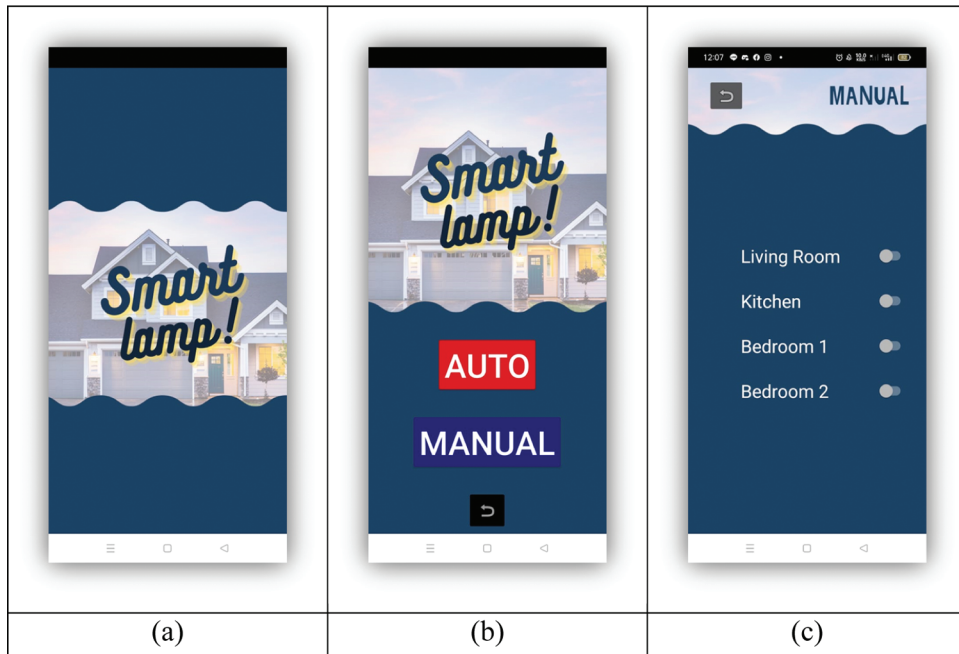 Smart
lamp!
Smart
lamp!
AUTO
MANUAL
12:07
MANUAL
Living Room
Kitchen
Bedroom 1
Bedroom 2
(a)
(b)
(c)